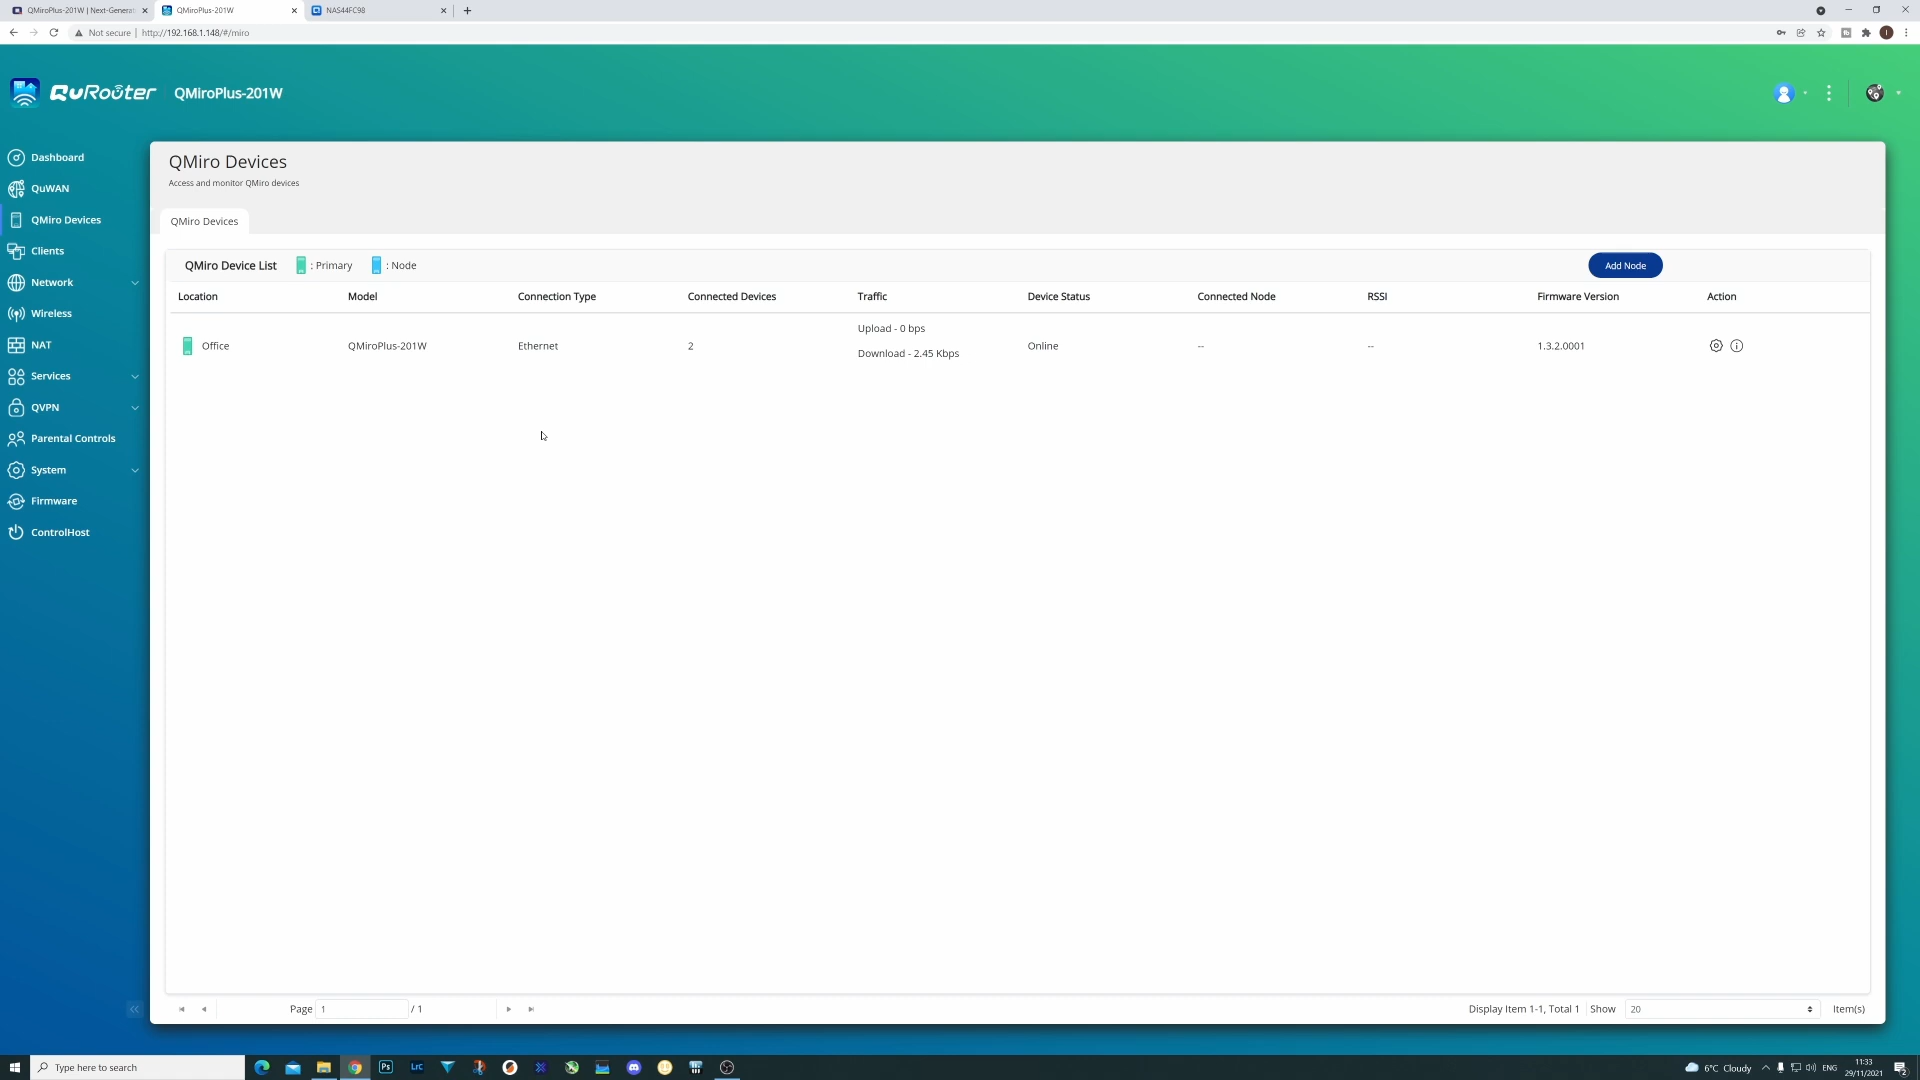 QMiroPlus-201W | Next-Generat
QMiroPlus-201W
NAS44FC98
Not secure | http://192.168.1.148/#/miro
QuRouter QMiroPlus-201W
Dashboard
QuWAN
QMiro Devices
Clients
Network
Wireless
NAT
Services
QVPN
Parental Controls
System
Firmware
ControlHost
QMiro Devices
Access and monitor QMiro devices
QMiro Devices
QMiro Device List : Primary : Node Add Node
Location Model Connection Type Connected Devices Traffic Device Status Connected Node RSSI Firmware Version Action
Office QMiroPlus-201W Ethernet 2 Upload - 0 bps Online -- -- 1.3.2.0001
Download - 2.45 Kbps
Page 1 / 1 Display Item 1-1, Total 1 Show 20 Item(s)
Type here to search
Ps
LrC
6°C Cloudy
ENG
11:33
29/11/2021
2